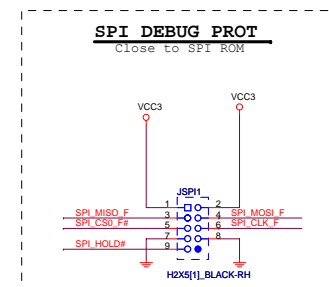 SPI DEBUG PROT
Close to SPI ROM
VCC3
VCC3
JSPI1
1 2
SPI_MISO_F 3 4 SPI_MOSI_F
SPI_CS0_F# 5 6 SPI_CLK_F
7 8
SPI_HOLD# 9
H2X5[1]_BLACK-RH